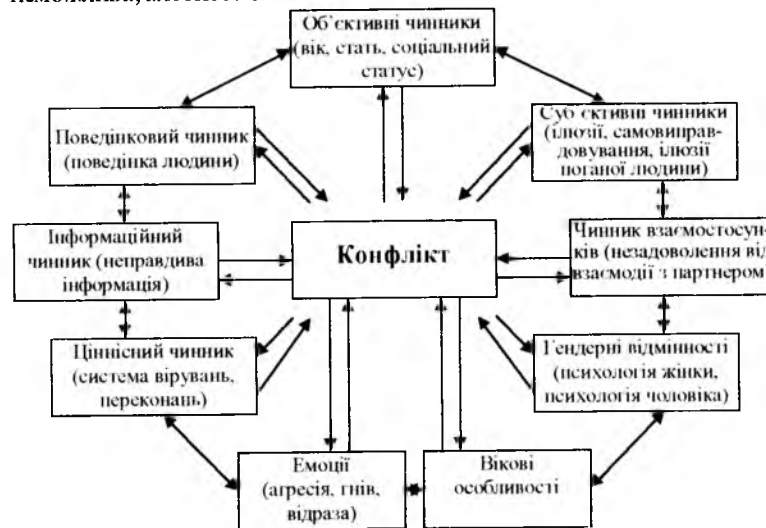 Об'єктивні чинники
(вік, стать, соціальний
статус)
Поведінковий чинник
(поведінка людини)
Суб'єктивні чинники
(ілюзії, самовиправ-
довування, ілюзії
поганої людини)
Інформаційний
чинник (неправдива
інформація)
Конфлікт
Чинник взаємостосун-
ків (незадоволення від
взаємодії з партнером
Ціннісний чинник
(система вірувань,
переконань)
Гендерні відмінності
(психологія жінки,
психологія чоловіка)
Емоції
(агресія, гнів,
відраза)
Вікові
особливості